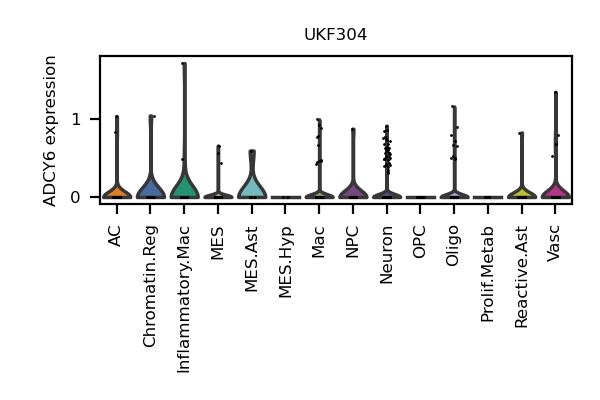 UKF304
ADCY6 expression
1
0
AC
Chromatin.Reg
Inflammatory.Mac
MES
MES.Ast
MES.Hyp
Mac
NPC
Neuron
OPC
Oligo
Prolif.Metab
Reactive.Ast
Vasc